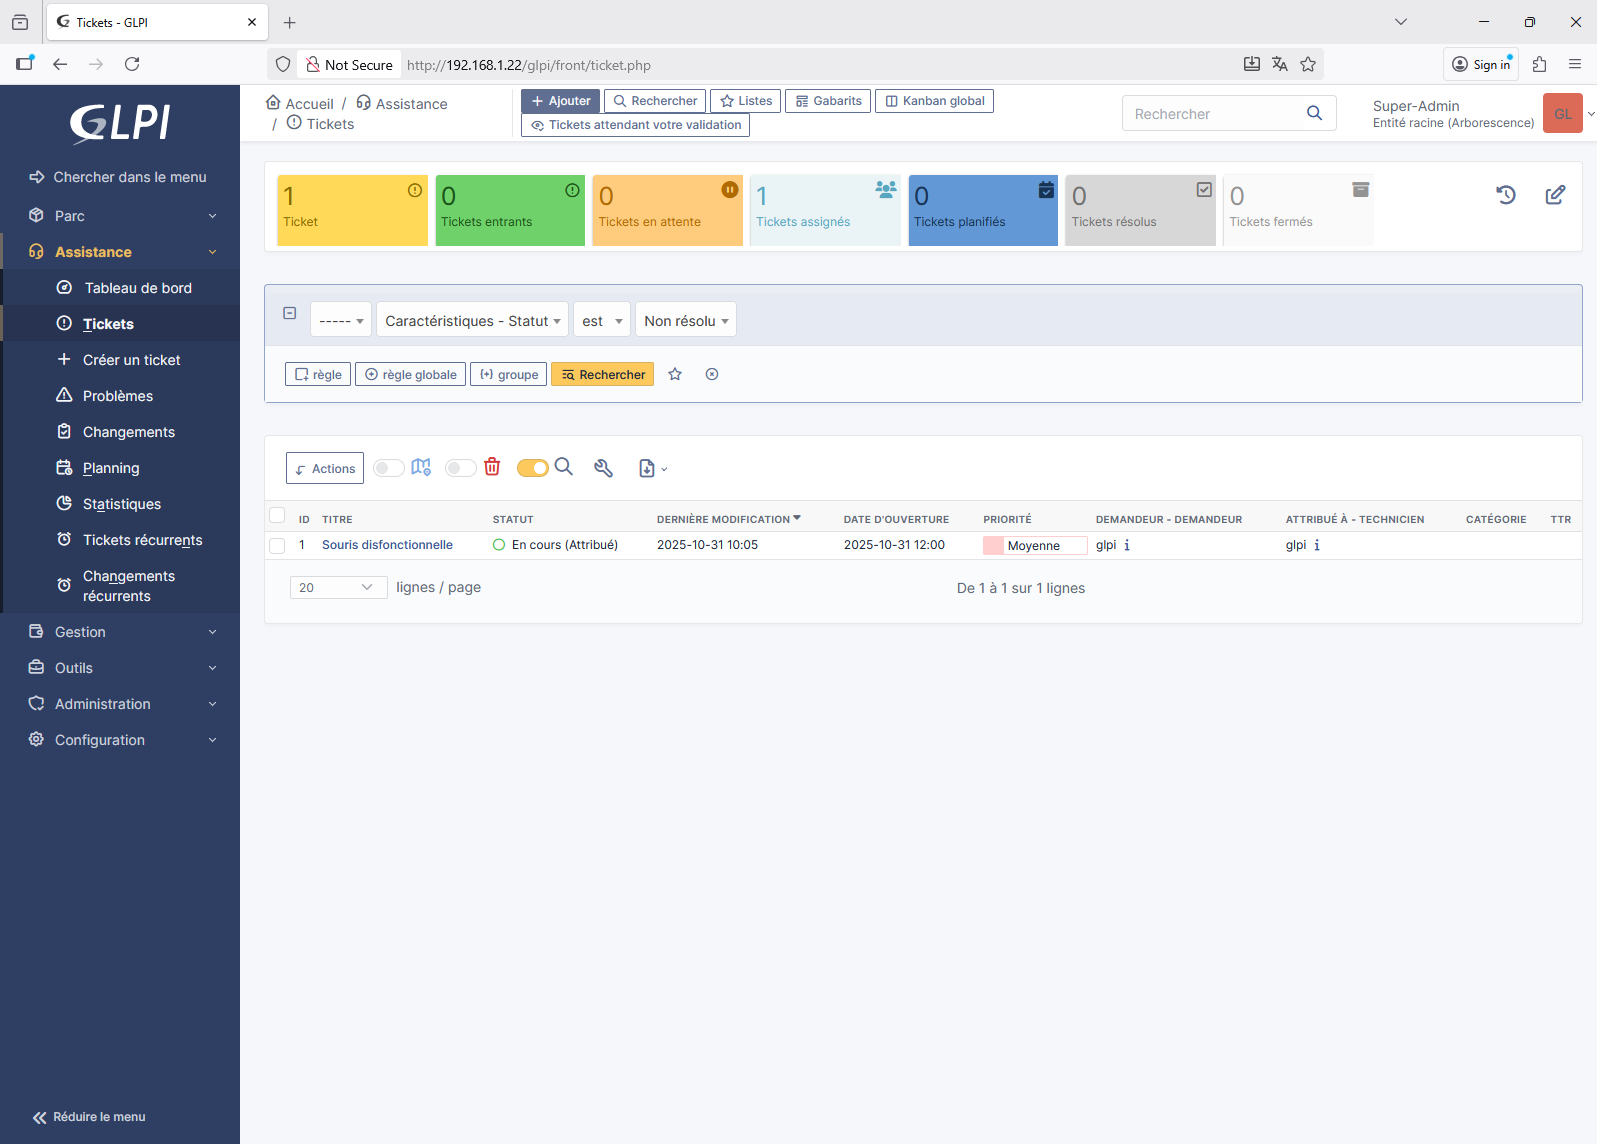 Tickets - GLPI
Not Secure
http://192.168.1.22/glpi/front/ticket.php
Sign in
GLPI
Chercher dans le menu
Parc
Assistance
Tableau de bord
Tickets
Créer un ticket
Problèmes
Changements
Planning
Statistiques
Tickets récurrents
Changements
récurrents
Gestion
Outils
Administration
Configuration
Réduire le menu
Accueil / Assistance
/ Tickets
Ajouter Rechercher Listes Gabarits Kanban global
Tickets attendant votre validation
Rechercher
Super-Admin
Entité racine (Arborescence)
GL
1
Ticket
0
Tickets entrants
0
Tickets en attente
1
Tickets assignés
0
Tickets planifiés
0
Tickets résolus
0
Tickets fermés
----- Caractéristiques - Statut est Non résolu
règle règle globale groupe Rechercher
Actions
ID TITRE STATUT DERNIÈRE MODIFICATION DATE D'OUVERTURE PRIORITÉ DEMANDEUR - DEMANDEUR ATTRIBUÉ À - TECHNICIEN CATÉGORIE TTR
1 Souris disfonctionnelle En cours (Attribué) 2025-10-31 10:05 2025-10-31 12:00 Moyenne glpi glpi
20 lignes / page De 1 à 1 sur 1 lignes